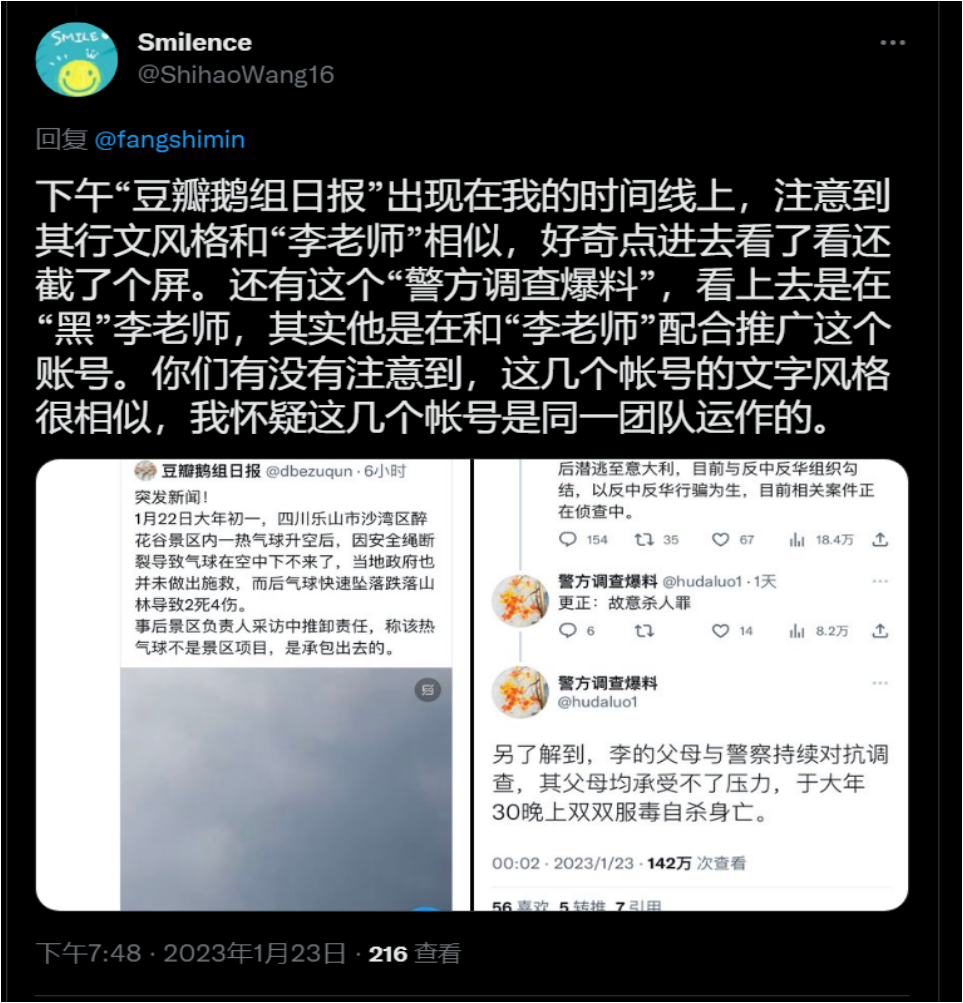 SMILE
Smilence
@ShihaoWang16
回复 @fangshimin
下午“豆瓣鹅组日报”出现在我的时间线上，注意到
其行文风格和“李老师”相似，好奇点进去看了看还
截了个屏。还有这个“警方调查爆料”，看上去是在
“黑”李老师，其实他是在和“李老师”配合推广这个
账号。你们有没有注意到，这几个帐号的文字风格
很相似，我怀疑这几个帐号是同一团队运作的。
豆瓣鹅组日报 @dbezuqun · 6小时
突发新闻！
1月22日大年初一，四川乐山市沙湾区醉
花谷景区内一热气球升空后，因安全绳断
裂导致气球在空中下不来了，当地政府也
并未做出施救，而后气球快速坠落跌落山
林导致2死4伤。
事后景区负责人采访中推卸责任，称该热
气球不是景区项目，是承包出去的。
后潜逃至意大利，目前与反中反华组织勾
结，以反中反华行骗为生，目前相关案件正
在侦查中。
154 35 67 18.4万
警方调查爆料 @hudaluo1 · 1天
更正：故意杀人罪
6 14 8.2万
警方调查爆料
@hudaluo1
另了解到，李的父母与警察持续对抗调
查，其父母均承受不了压力，于大年
30晚上双双服毒自杀身亡。
00:02 · 2023/1/23 · 142万 次查看
56 喜欢 5 转推 7 引用
下午7:48 · 2023年1月23日 · 216 查看